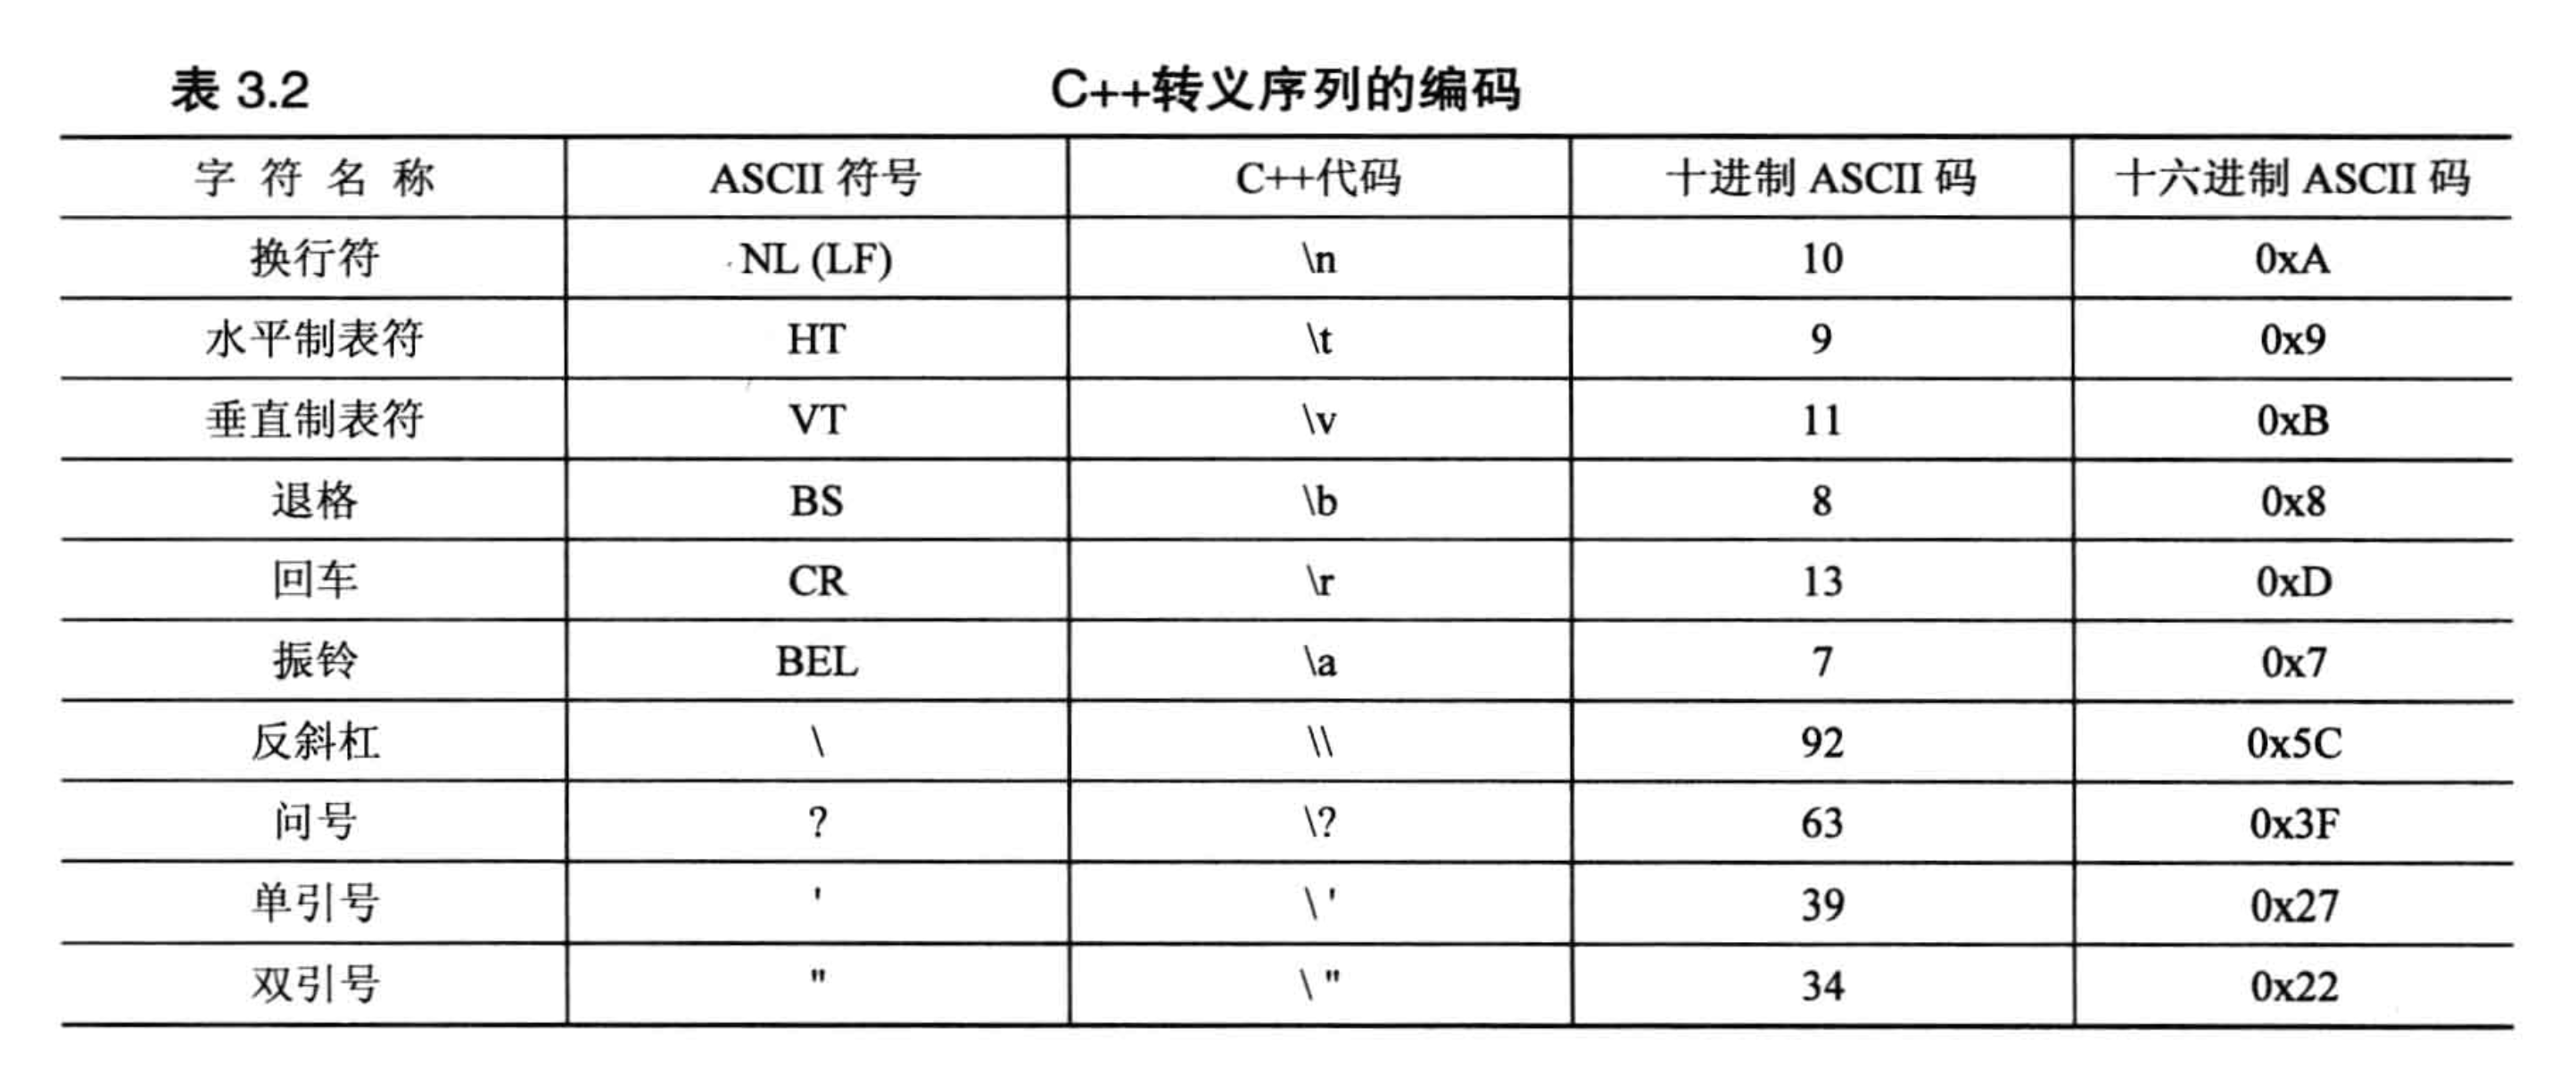 表 3.2 C++转义序列的编码
字 符 名 称 ASCII 符号 C++代码 十进制 ASCII 码 十六进制 ASCII 码
换行符 NL (LF) \n 10 0xA
水平制表符 HT \t 9 0x9
垂直制表符 VT \v 11 0xB
退格 BS \b 8 0x8
回车 CR \r 13 0xD
振铃 BEL \a 7 0x7
反斜杠 \ \\ 92 0x5C
问号 ? \? 63 0x3F
单引号 ' \ ' 39 0x27
双引号 " \ " 34 0x22